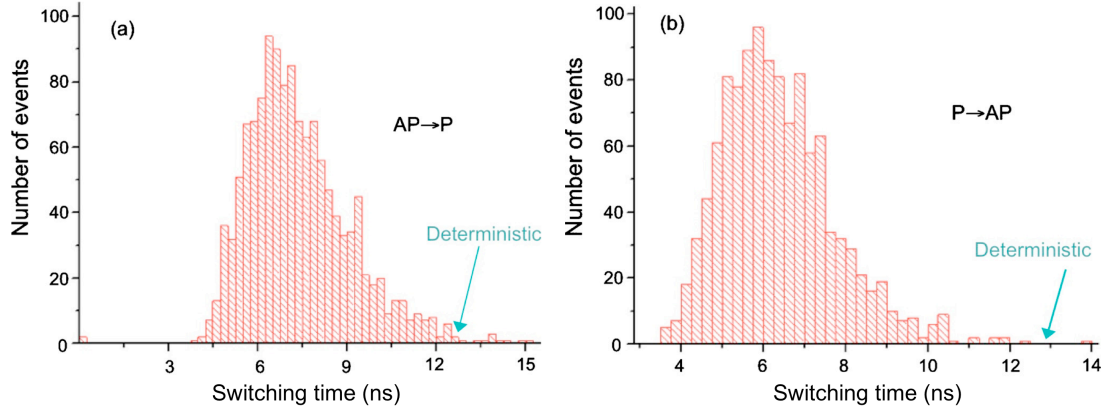 (a)
AP→P
Deterministic
Number of events
100
80
60
40
20
0
3
6
9
12
15
Switching time (ns)
(b)
P→AP
Deterministic
Number of events
100
80
60
40
20
0
4
6
8
10
12
14
Switching time (ns)